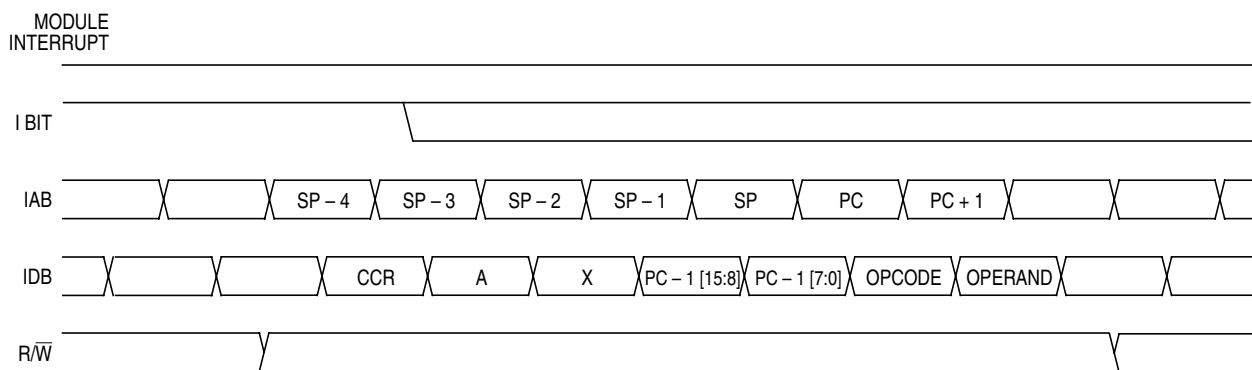 MODULE
INTERRUPT
I BIT
IAB SP – 4 SP – 3 SP – 2 SP – 1 SP PC PC + 1
IDB CCR A X PC – 1 [15:8] PC – 1 [7:0] OPCODE OPERAND
R/W̅